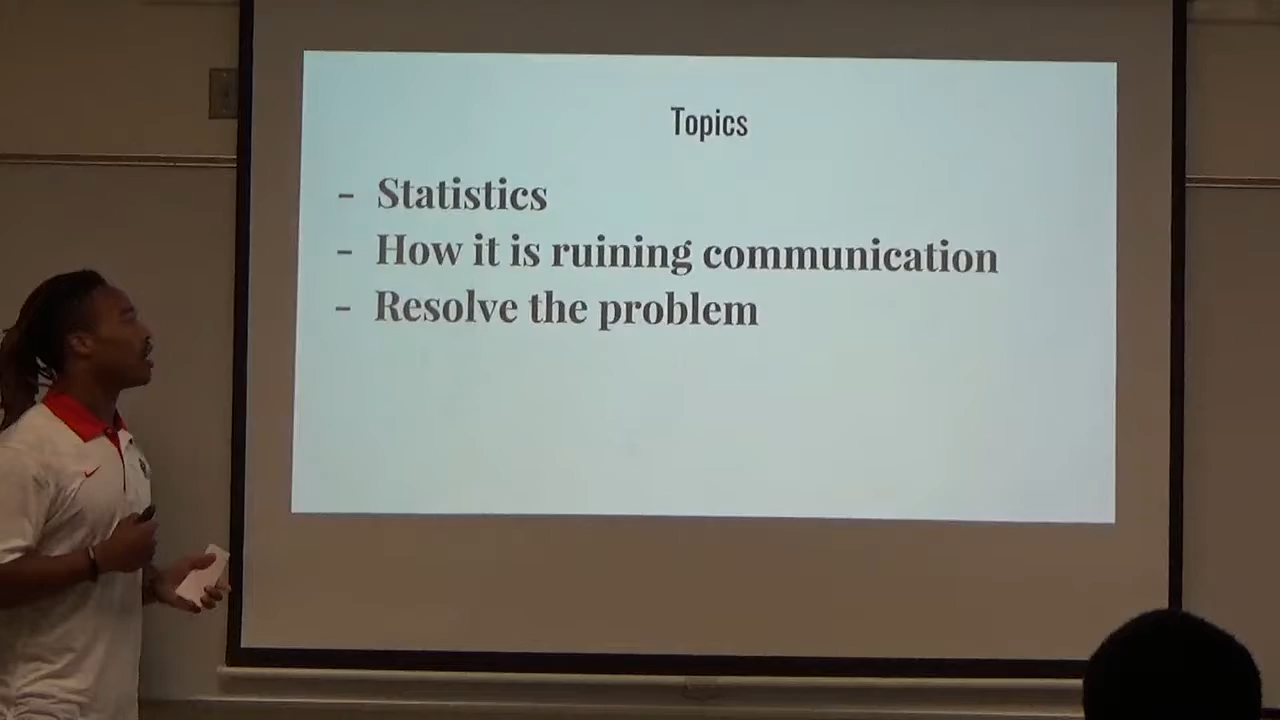 Topics
- Statistics
- How it is ruining communication
- Resolve the problem